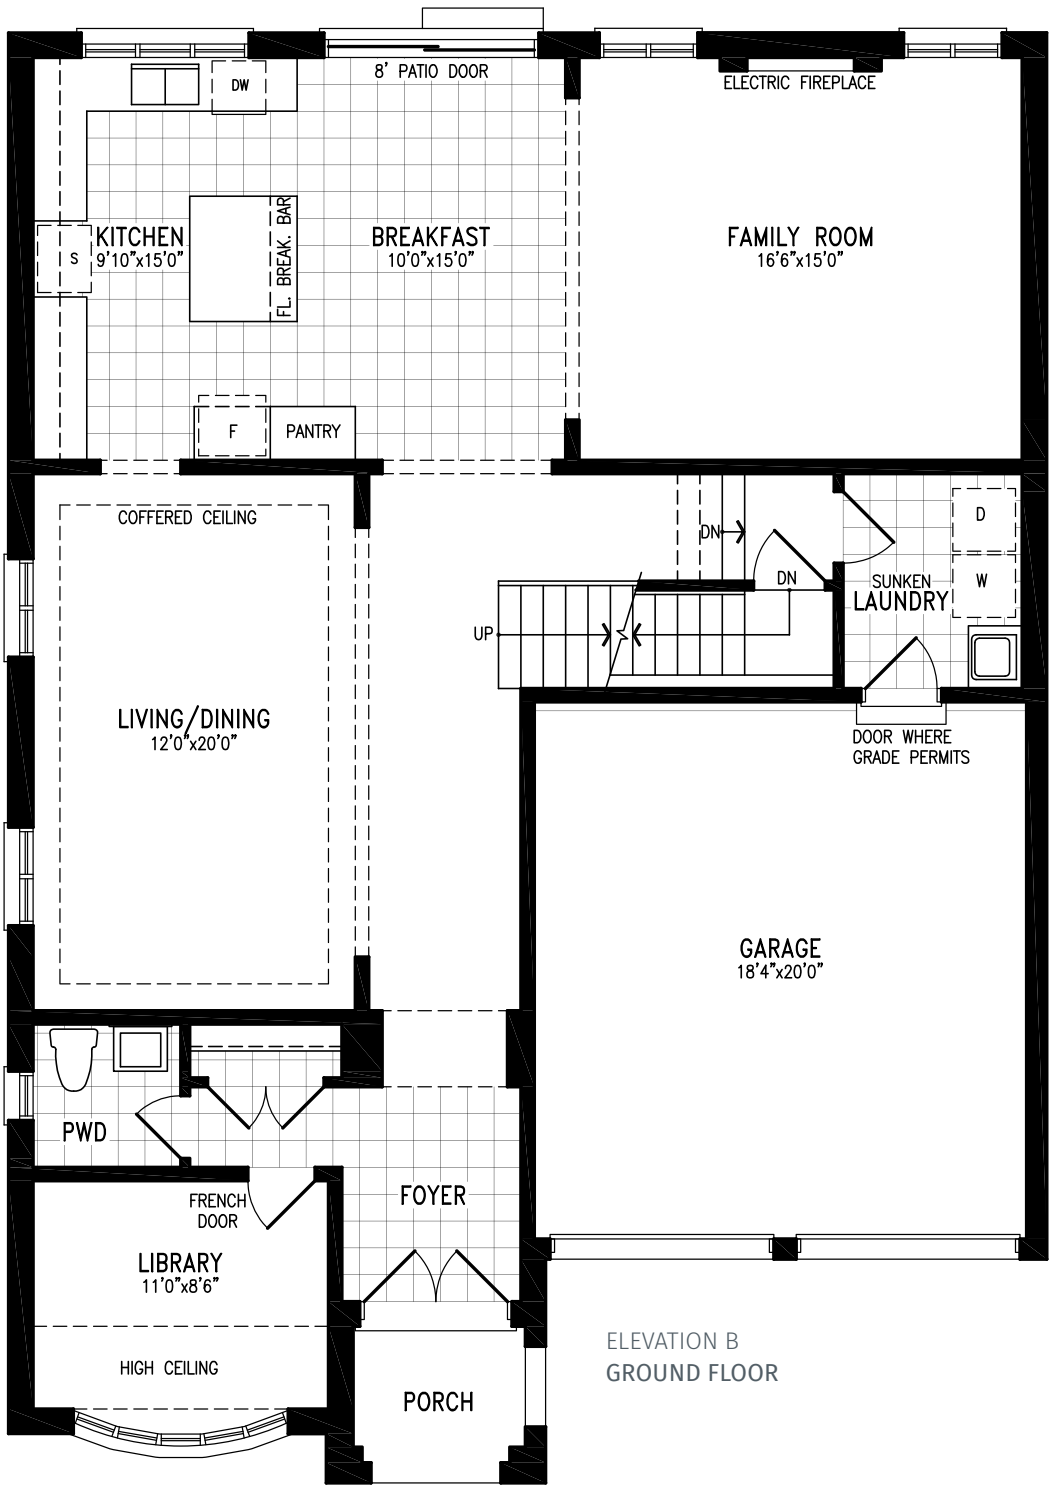 8' PATIO DOOR
DW
ELECTRIC FIREPLACE
KITCHEN
9'10"x15'0"
S
FL. BREAK. BAR
BREAKFAST
10'0"x15'0"
FAMILY ROOM
16'6"x15'0"
F
PANTRY
COFFERED CEILING
DN
D
DN
SUNKEN
LAUNDRY
W
UP
LIVING/DINING
12'0"x20'0"
DOOR WHERE
GRADE PERMITS
GARAGE
18'4"x20'0"
PWD
FOYER
FRENCH
DOOR
LIBRARY
11'0"x8'6"
HIGH CEILING
PORCH
ELEVATION B
GROUND FLOOR